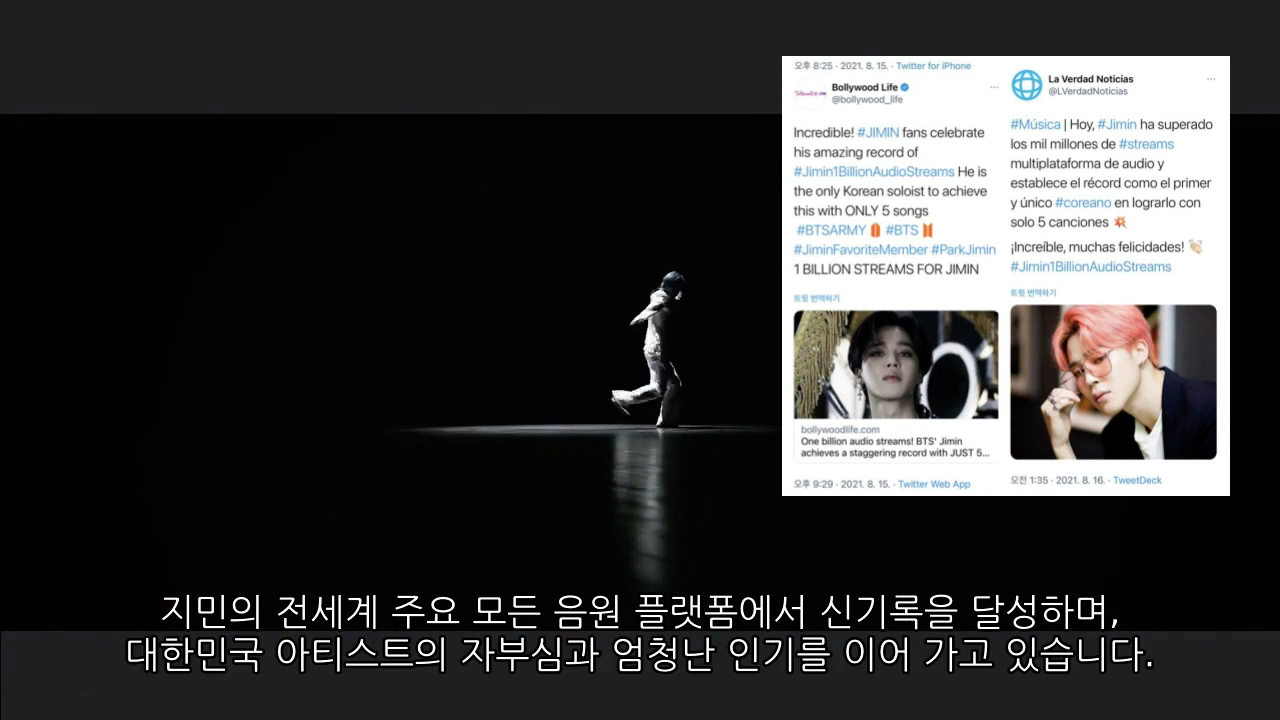 오후 8:25 · 2021. 8. 15. · Twitter for iPhone
Bollywood Life
@bollywood_life
Incredible! #JIMIN fans celebrate
his amazing record of
#Jimin1BillionAudioStreams He is
the only Korean soloist to achieve
this with ONLY 5 songs
#BTSARMY #BTS
#JiminFavoriteMember #ParkJimin
1 BILLION STREAMS FOR JIMIN
트윗 번역하기
bollywoodlife.com
One billion audio streams! BTS' Jimin
achieves a staggering record with JUST 5...
오후 9:29 · 2021. 8. 15. · Twitter Web App
La Verdad Noticias
@LVerdadNoticias
#Música | Hoy, #Jimin ha superado
los mil millones de #streams
multiplataforma de audio y
establece el récord como el primer
y único #coreano en lograrlo con
solo 5 canciones 💥
¡Increíble, muchas felicidades! 👏🏻
#Jimin1BillionAudioStreams
트윗 번역하기
오전 1:35 · 2021. 8. 16. · TweetDeck
지민의 전세계 주요 모든 음원 플랫폼에서 신기록을 달성하며,
대한민국 아티스트의 자부심과 엄청난 인기를 이어 가고 있습니다.